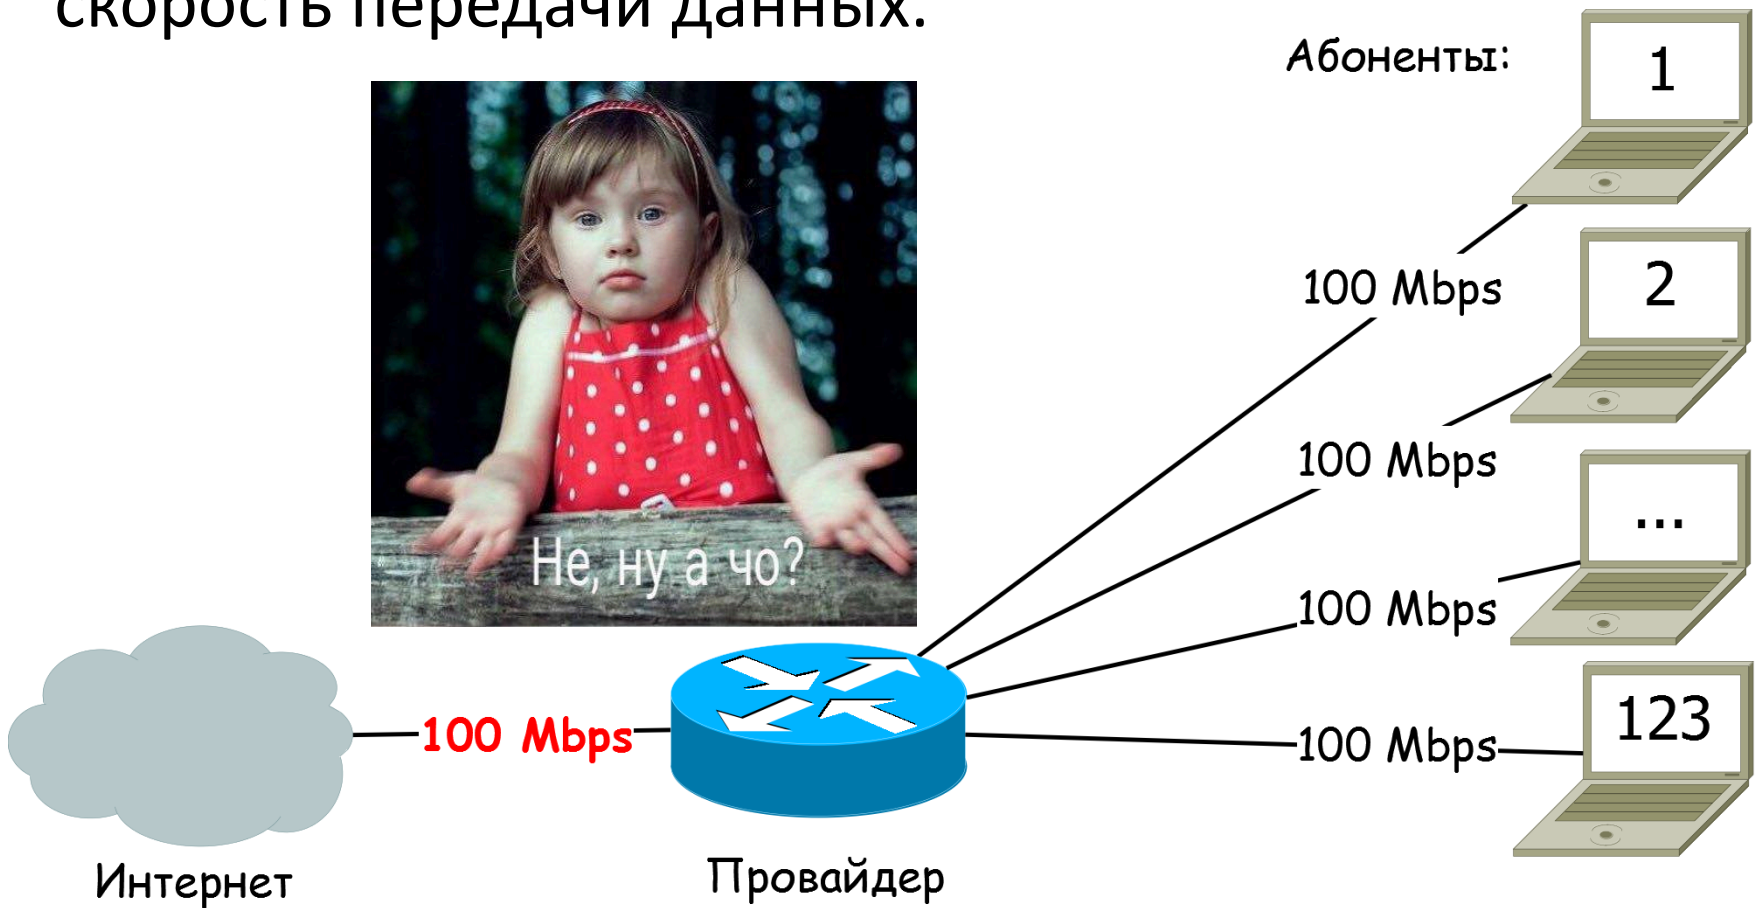 скорость передачи данных.
Абоненты:
1
100 Mbps
2
100 Mbps
...
100 Mbps
Не, ну а чо?
100 Mbps
123
100 Mbps
Интернет
Провайдер